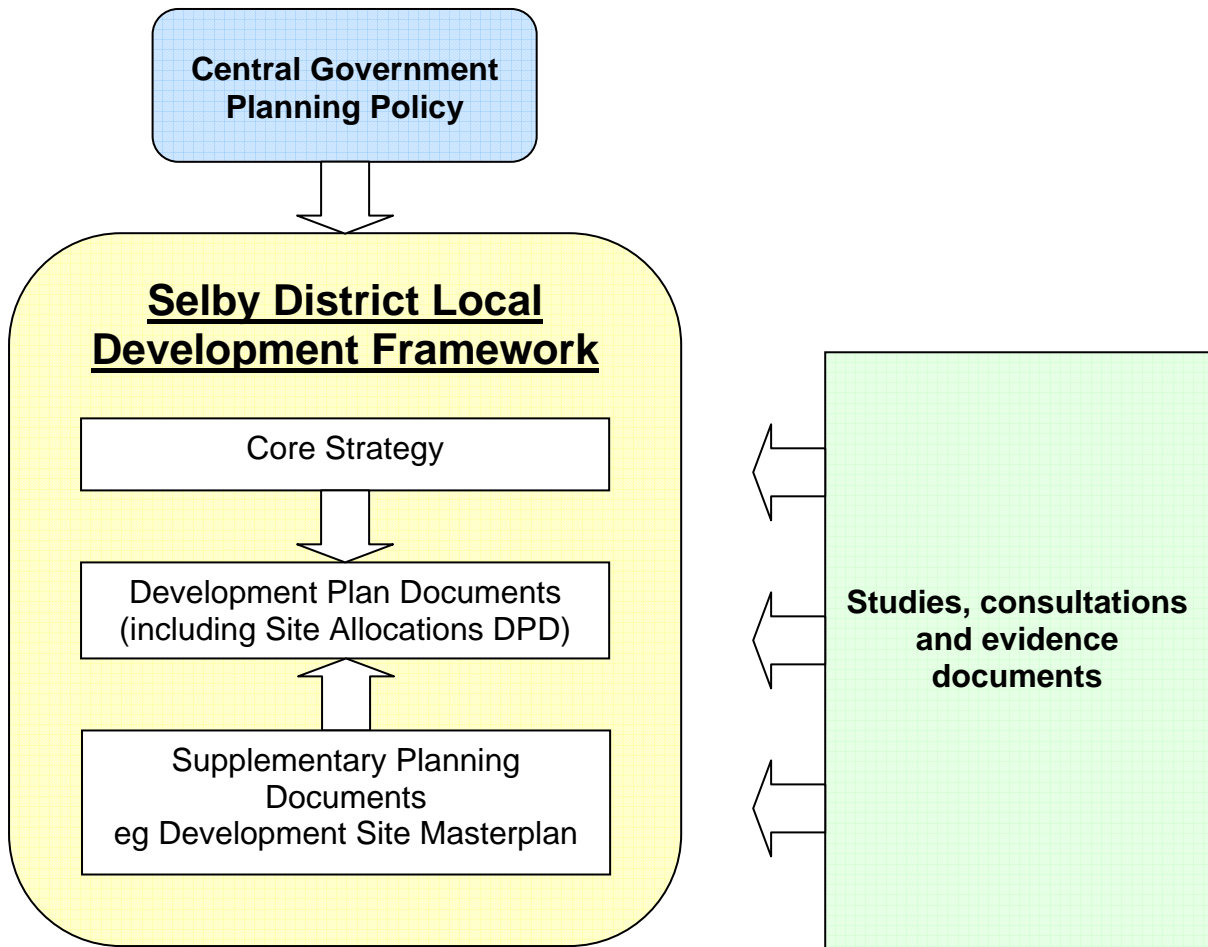 Central Government
Planning Policy
Selby District Local
Development Framework
Core Strategy
Development Plan Documents
(including Site Allocations DPD)
Supplementary Planning
Documents
eg Development Site Masterplan
Studies, consultations
and evidence
documents